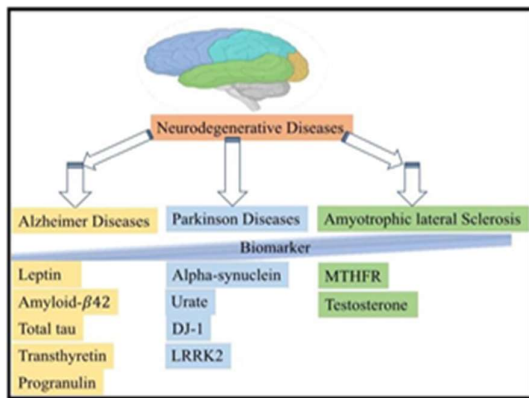 Neurodegenerative Diseases
Alzheimer Diseases
Parkinson Diseases
Amyotrophic lateral Sclerosis
Biomarker
Leptin
Amyloid-β42
Total tau
Transthyretin
Progranulin
Alpha-synuclein
Urate
DJ-1
LRRK2
MTHFR
Testosterone